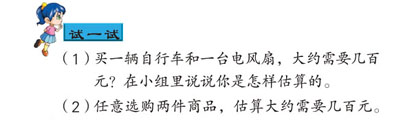 试一试
（1）买一辆自行车和一台电风扇，大约需要几百
元？在小组里说说你是怎样估算的。
（2）任意选购两件商品，估算大约需要几百元。